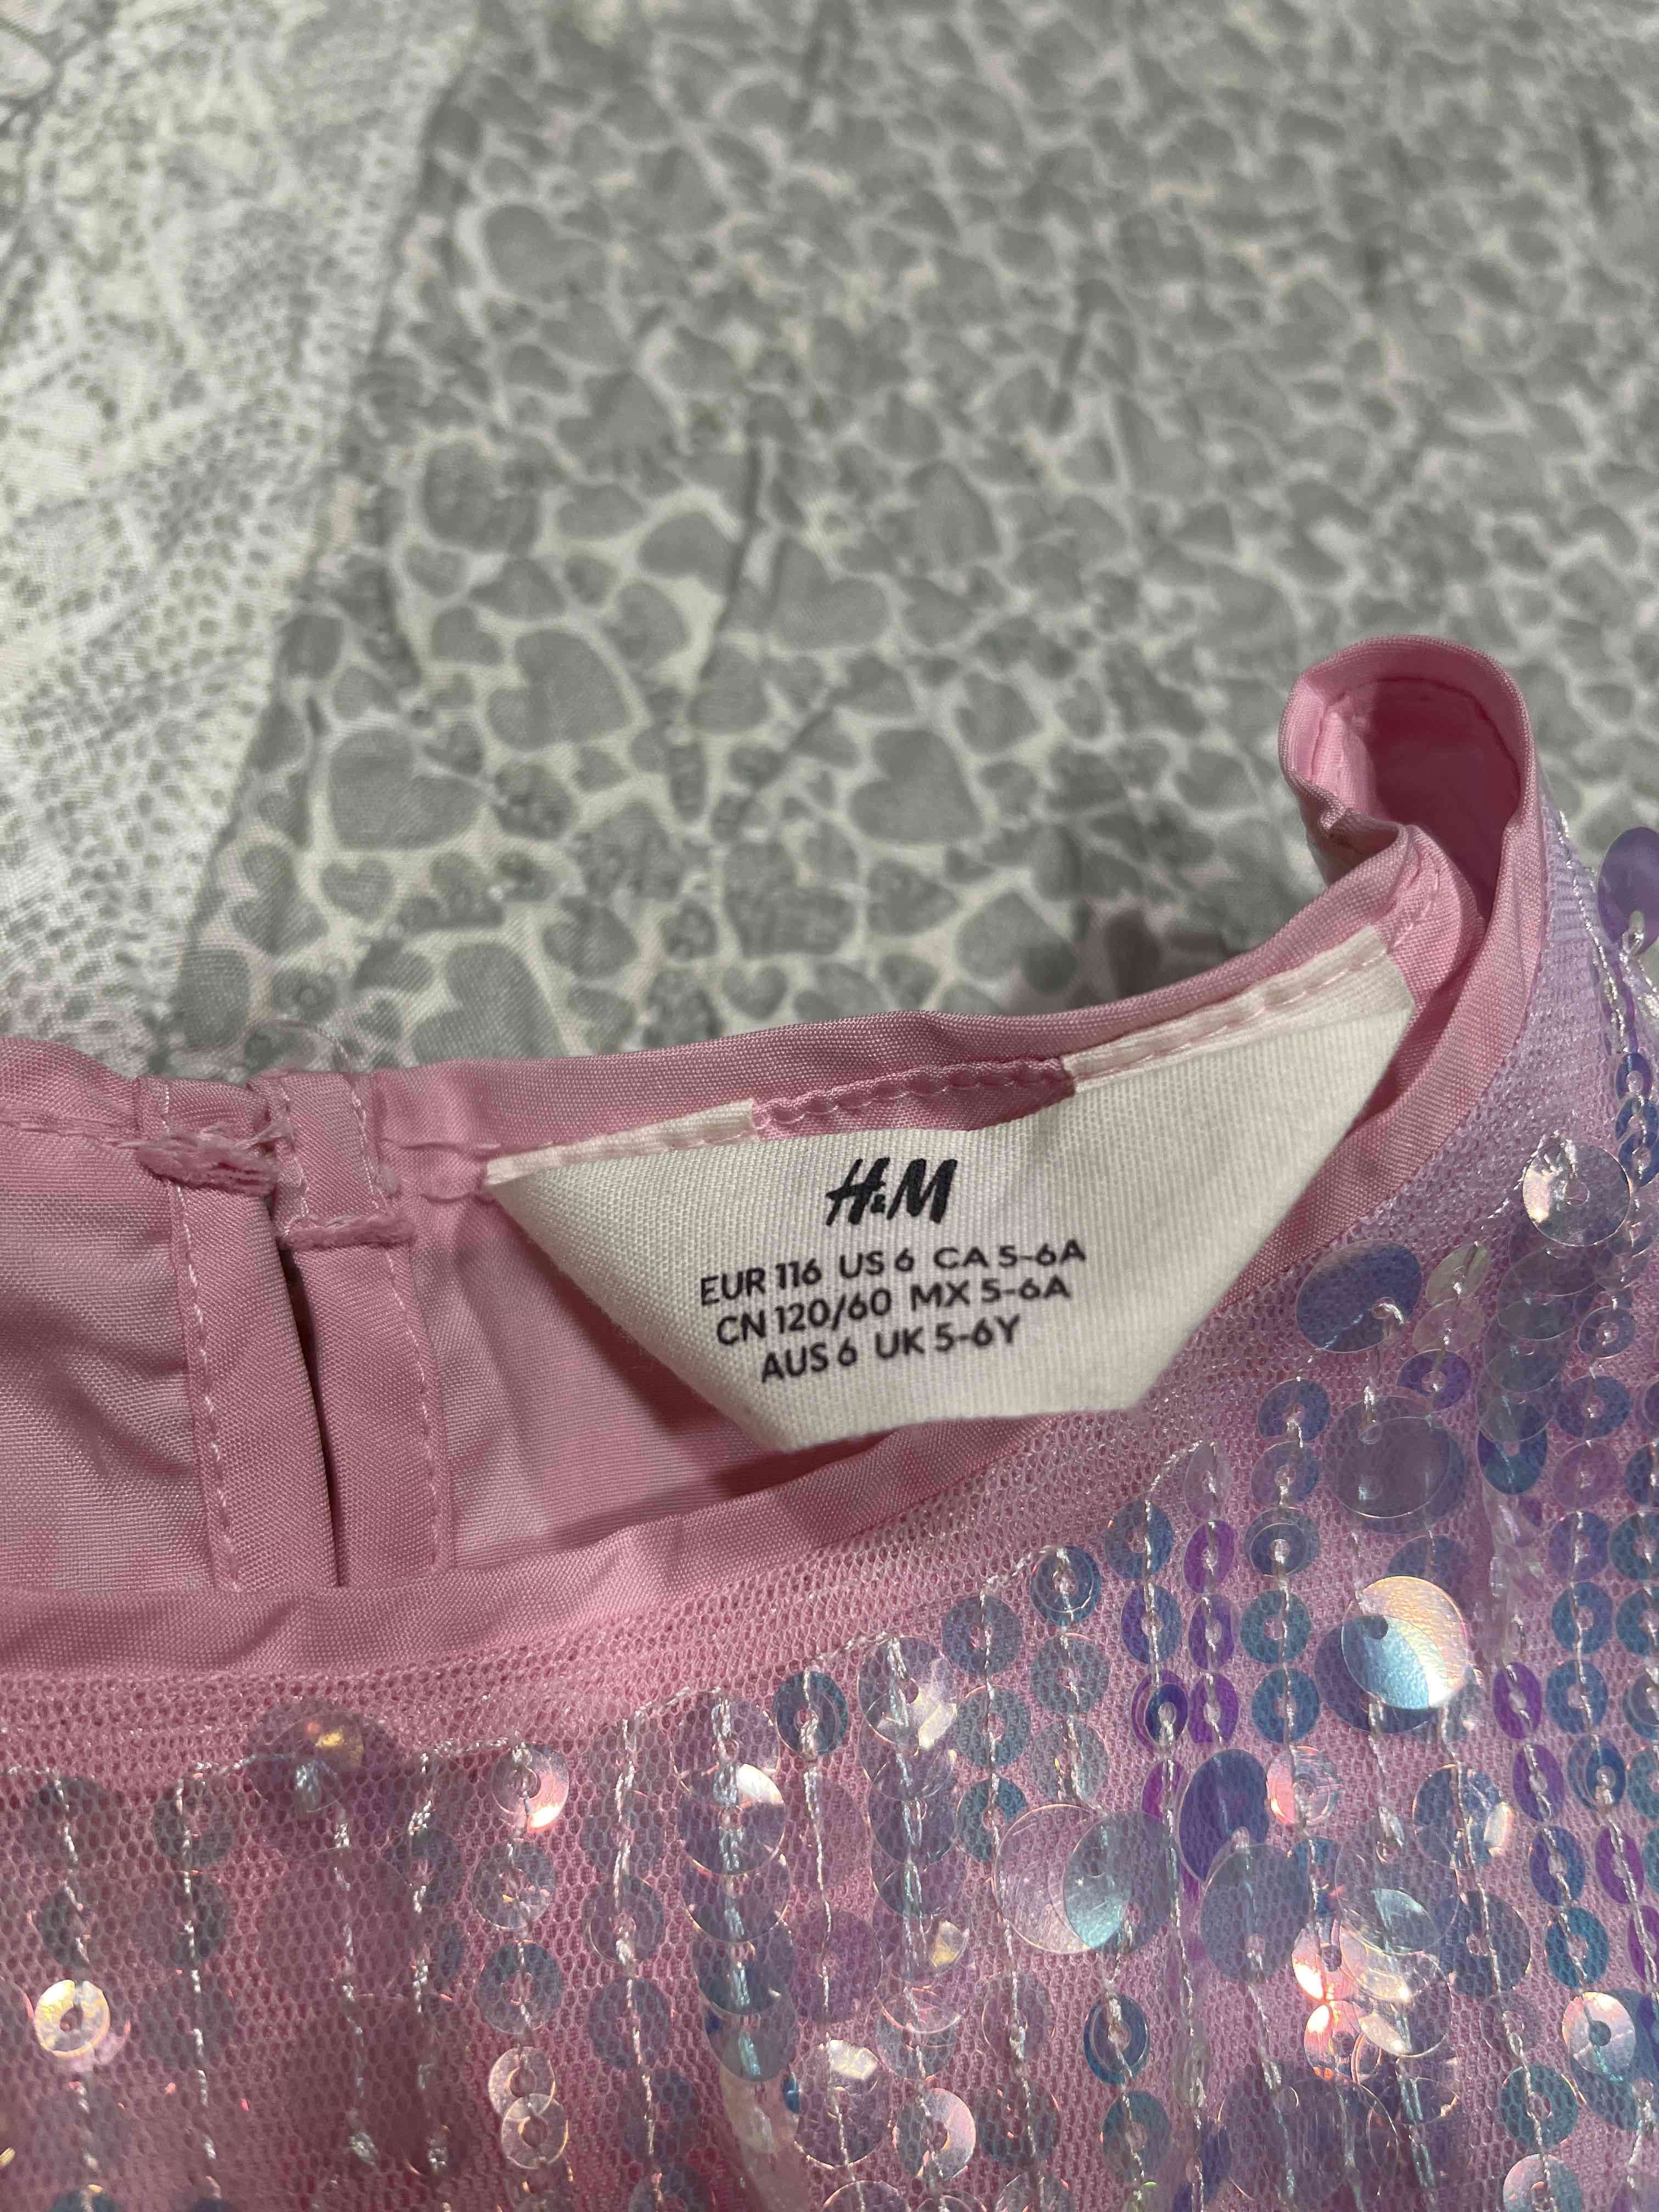 H&M
EUR 116 US 6 CA 5-6A
CN 120/60 MX 5-6A
AUS 6 UK 5-6Y